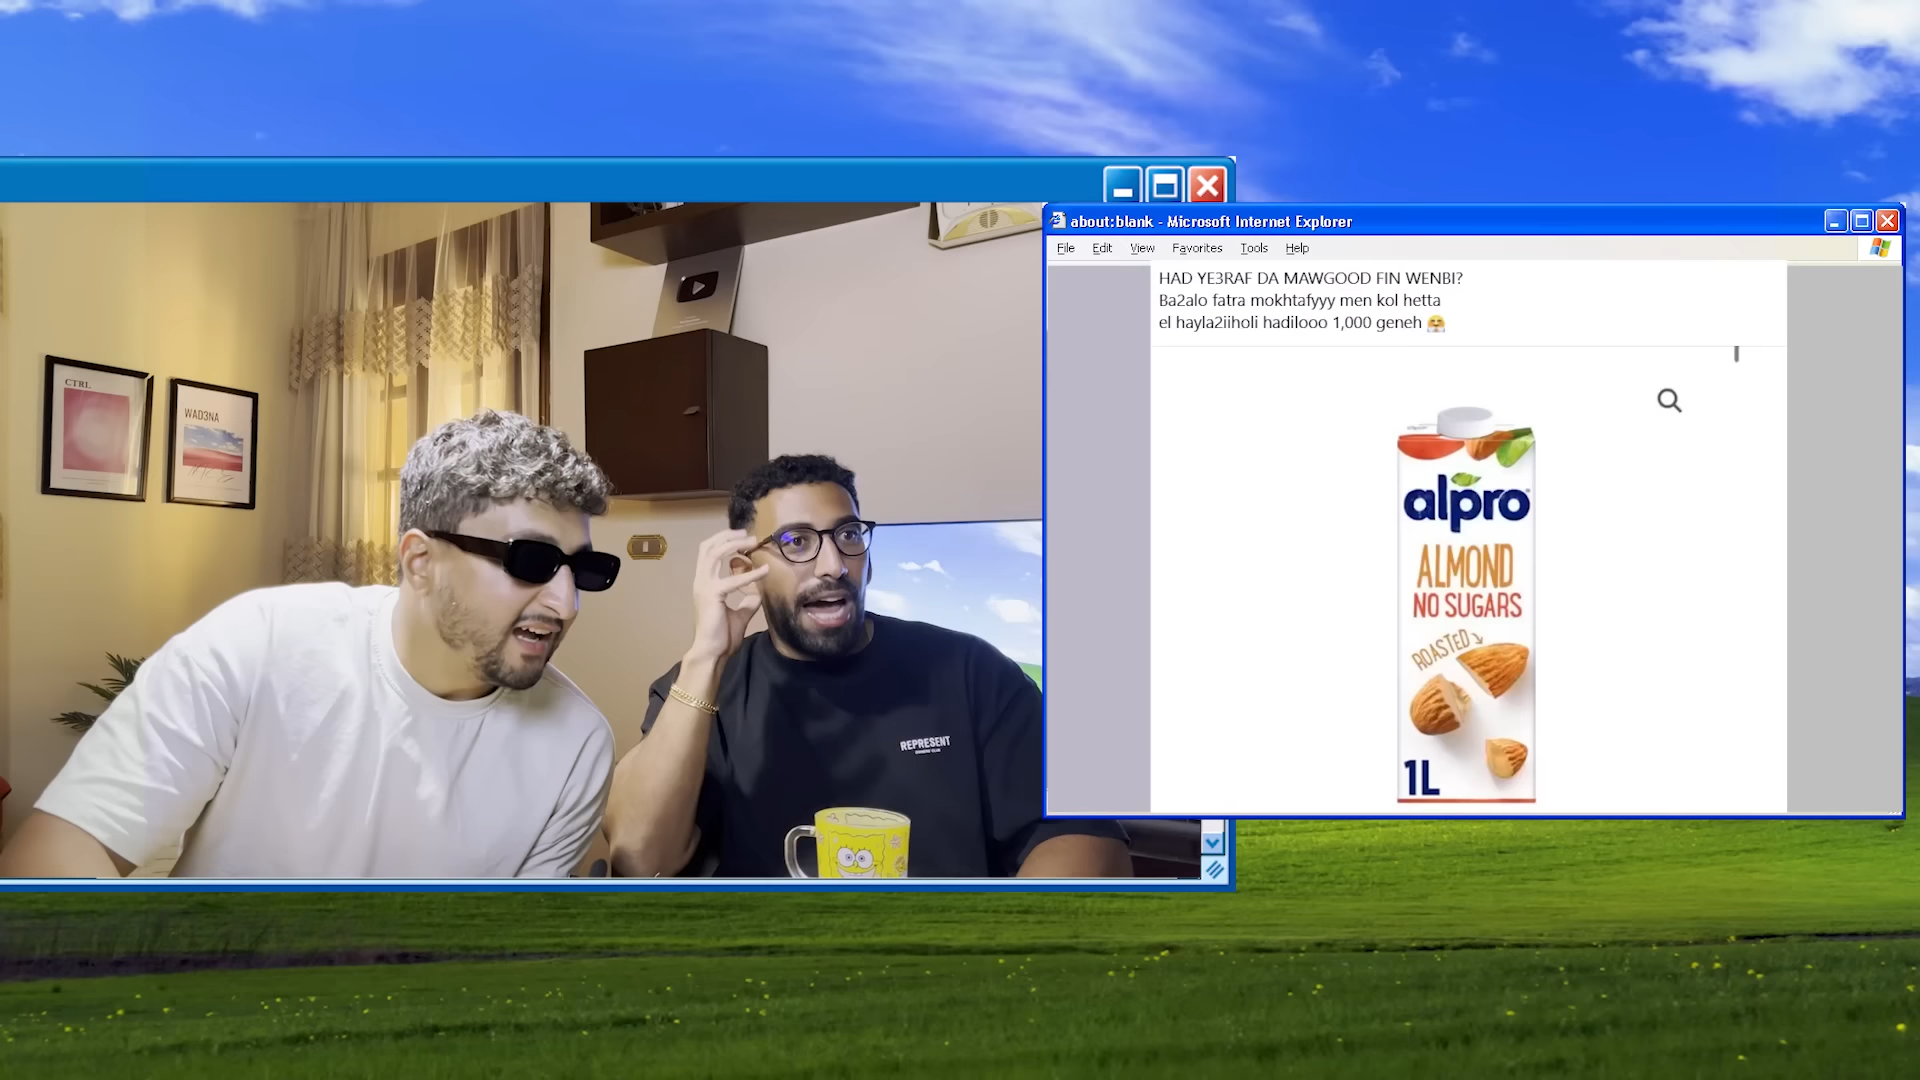 about:blank - Microsoft Internet Explorer
File Edit View Favorites Tools Help
HAD YE3RAF DA MAWGOOD FIN WENBI?
Ba2alo fatra mokhtafyyy men kol hetta
el hayla2iiholi hadilooo 1,000 geneh 🤗
alpro
ALMOND
NO SUGARS
ROASTED
1L
CTRL
WAD3NA
REPRESENT